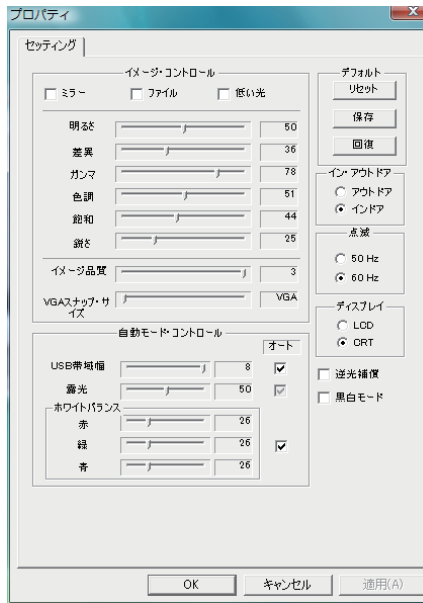 プロパティ
セッティング
イメージ・コントロール
ミラー
ファイル
低い光
明るさ 50
差異 36
ガンマ 78
色調 51
飽和 44
鋭さ 25
イメージ品質 3
VGAスナップ・サイズ VGA
自動モード・コントロール
オート
USB帯域幅 8
露光 50
ホワイトバランス
赤 26
緑 26
青 26
デフォルト
リセット
保存
回復
イン・アウトドア
アウトドア
インドア
点滅
50 Hz
60 Hz
ディスプレイ
LCD
CRT
逆光補償
黒白モード
OK
キャンセル
適用(A)